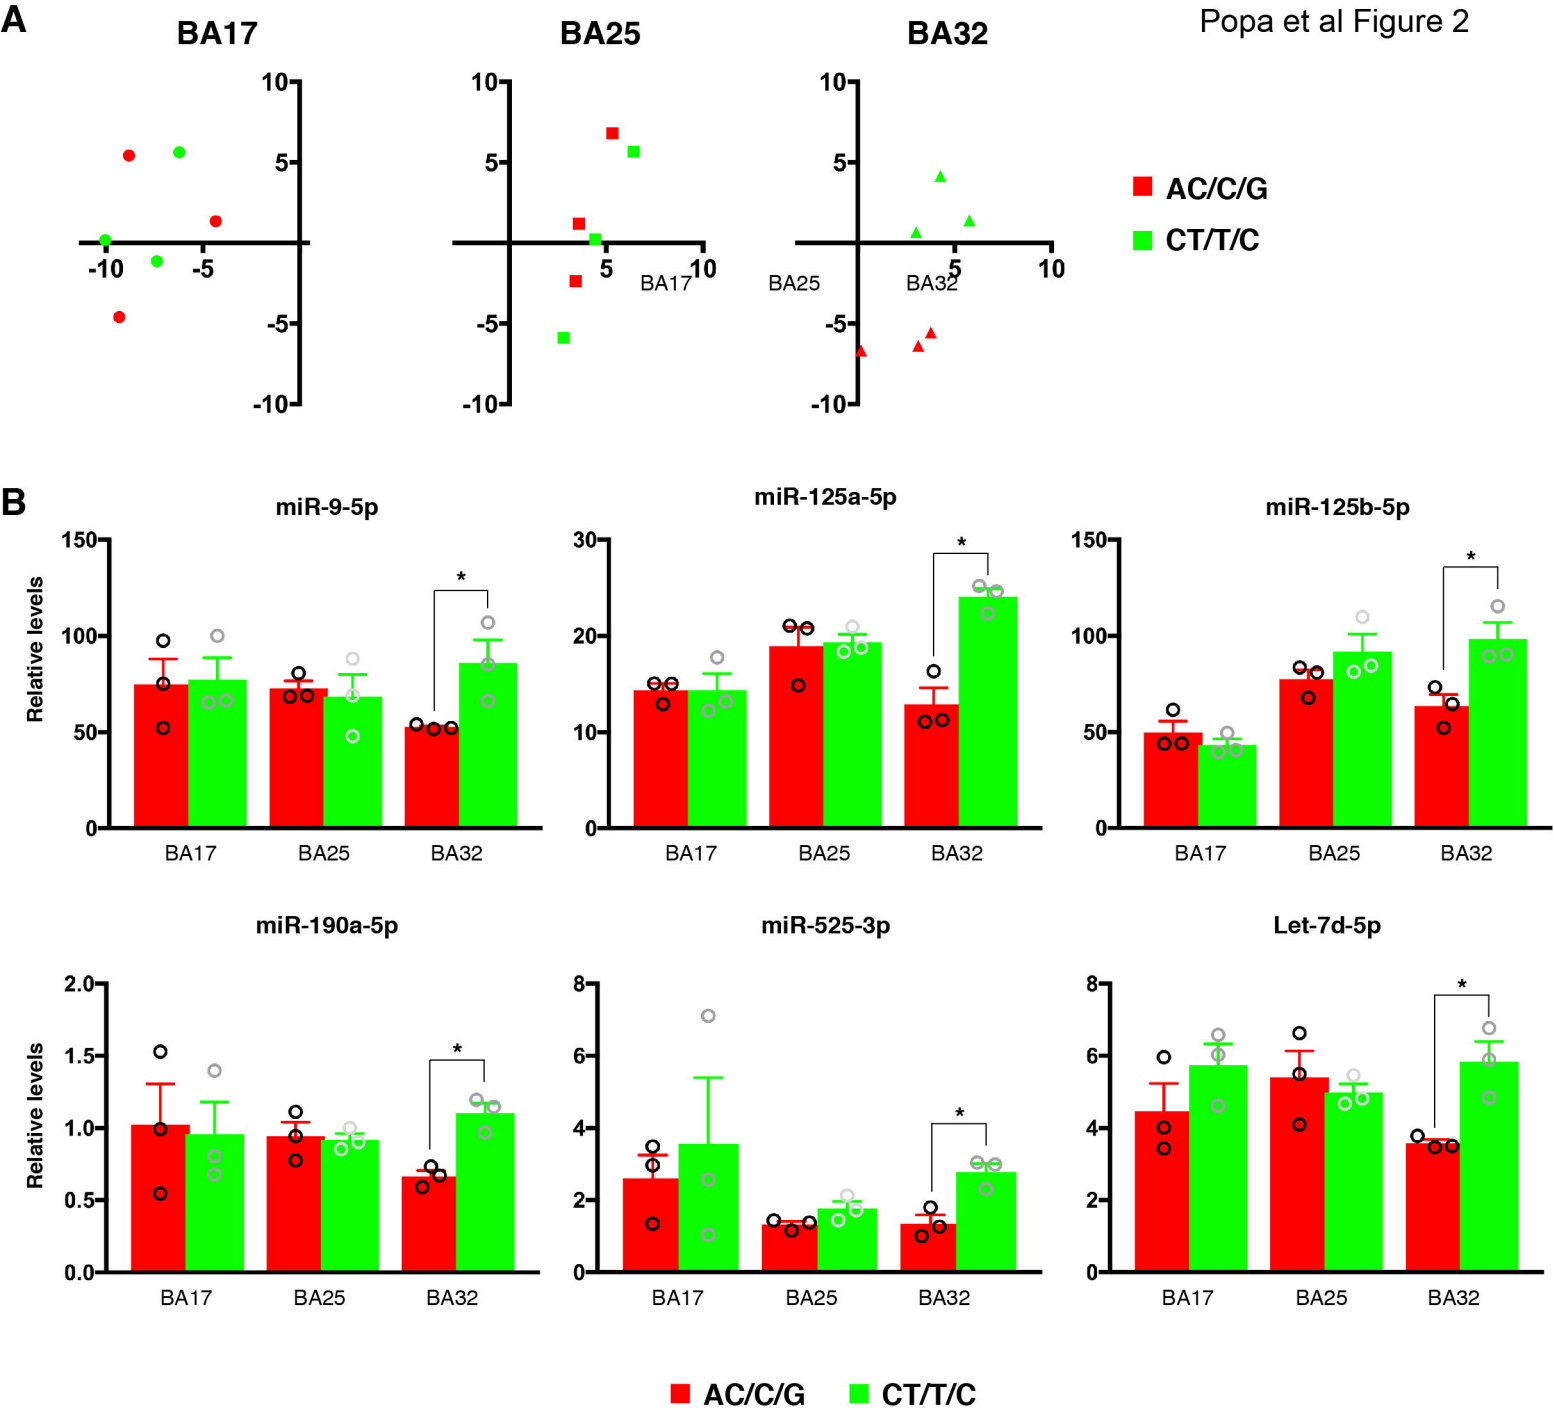 A
BA17
BA25
BA32
Popa et al Figure 2
10
5
-10
-5
-5
-10
10
5
5
10
-5
-10
10
5
5
10
-5
-10
BA17
BA25
BA32
AC/C/G
CT/T/C
B
miR-9-5p
miR-125a-5p
miR-125b-5p
Relative levels
150
100
50
0
BA17
BA25
BA32
*
30
20
10
0
BA17
BA25
BA32
*
150
100
50
0
BA17
BA25
BA32
*
miR-190a-5p
miR-525-3p
Let-7d-5p
Relative levels
2.0
1.5
1.0
0.5
0.0
BA17
BA25
BA32
*
8
6
4
2
0
BA17
BA25
BA32
*
8
6
4
2
0
BA17
BA25
BA32
*
AC/C/G
CT/T/C